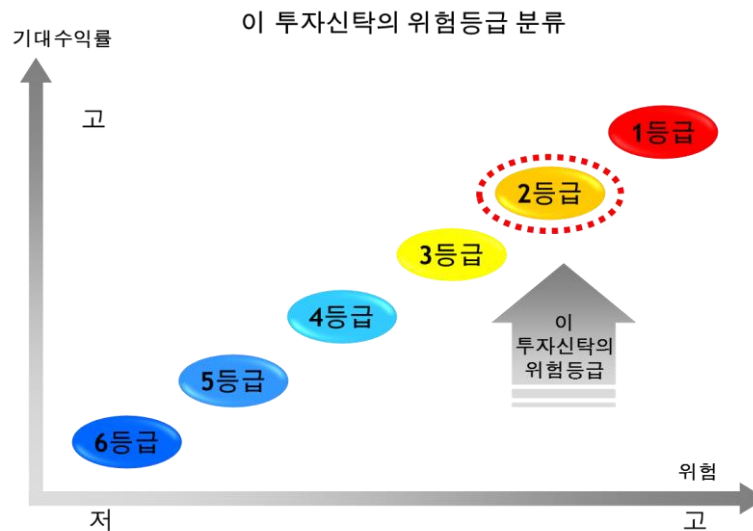 이 투자신탁의 위험등급 분류
기대수익률
고
1등급
2등급
3등급
4등급
5등급
6등급
이
투자신탁의
위험등급
위험
저
고